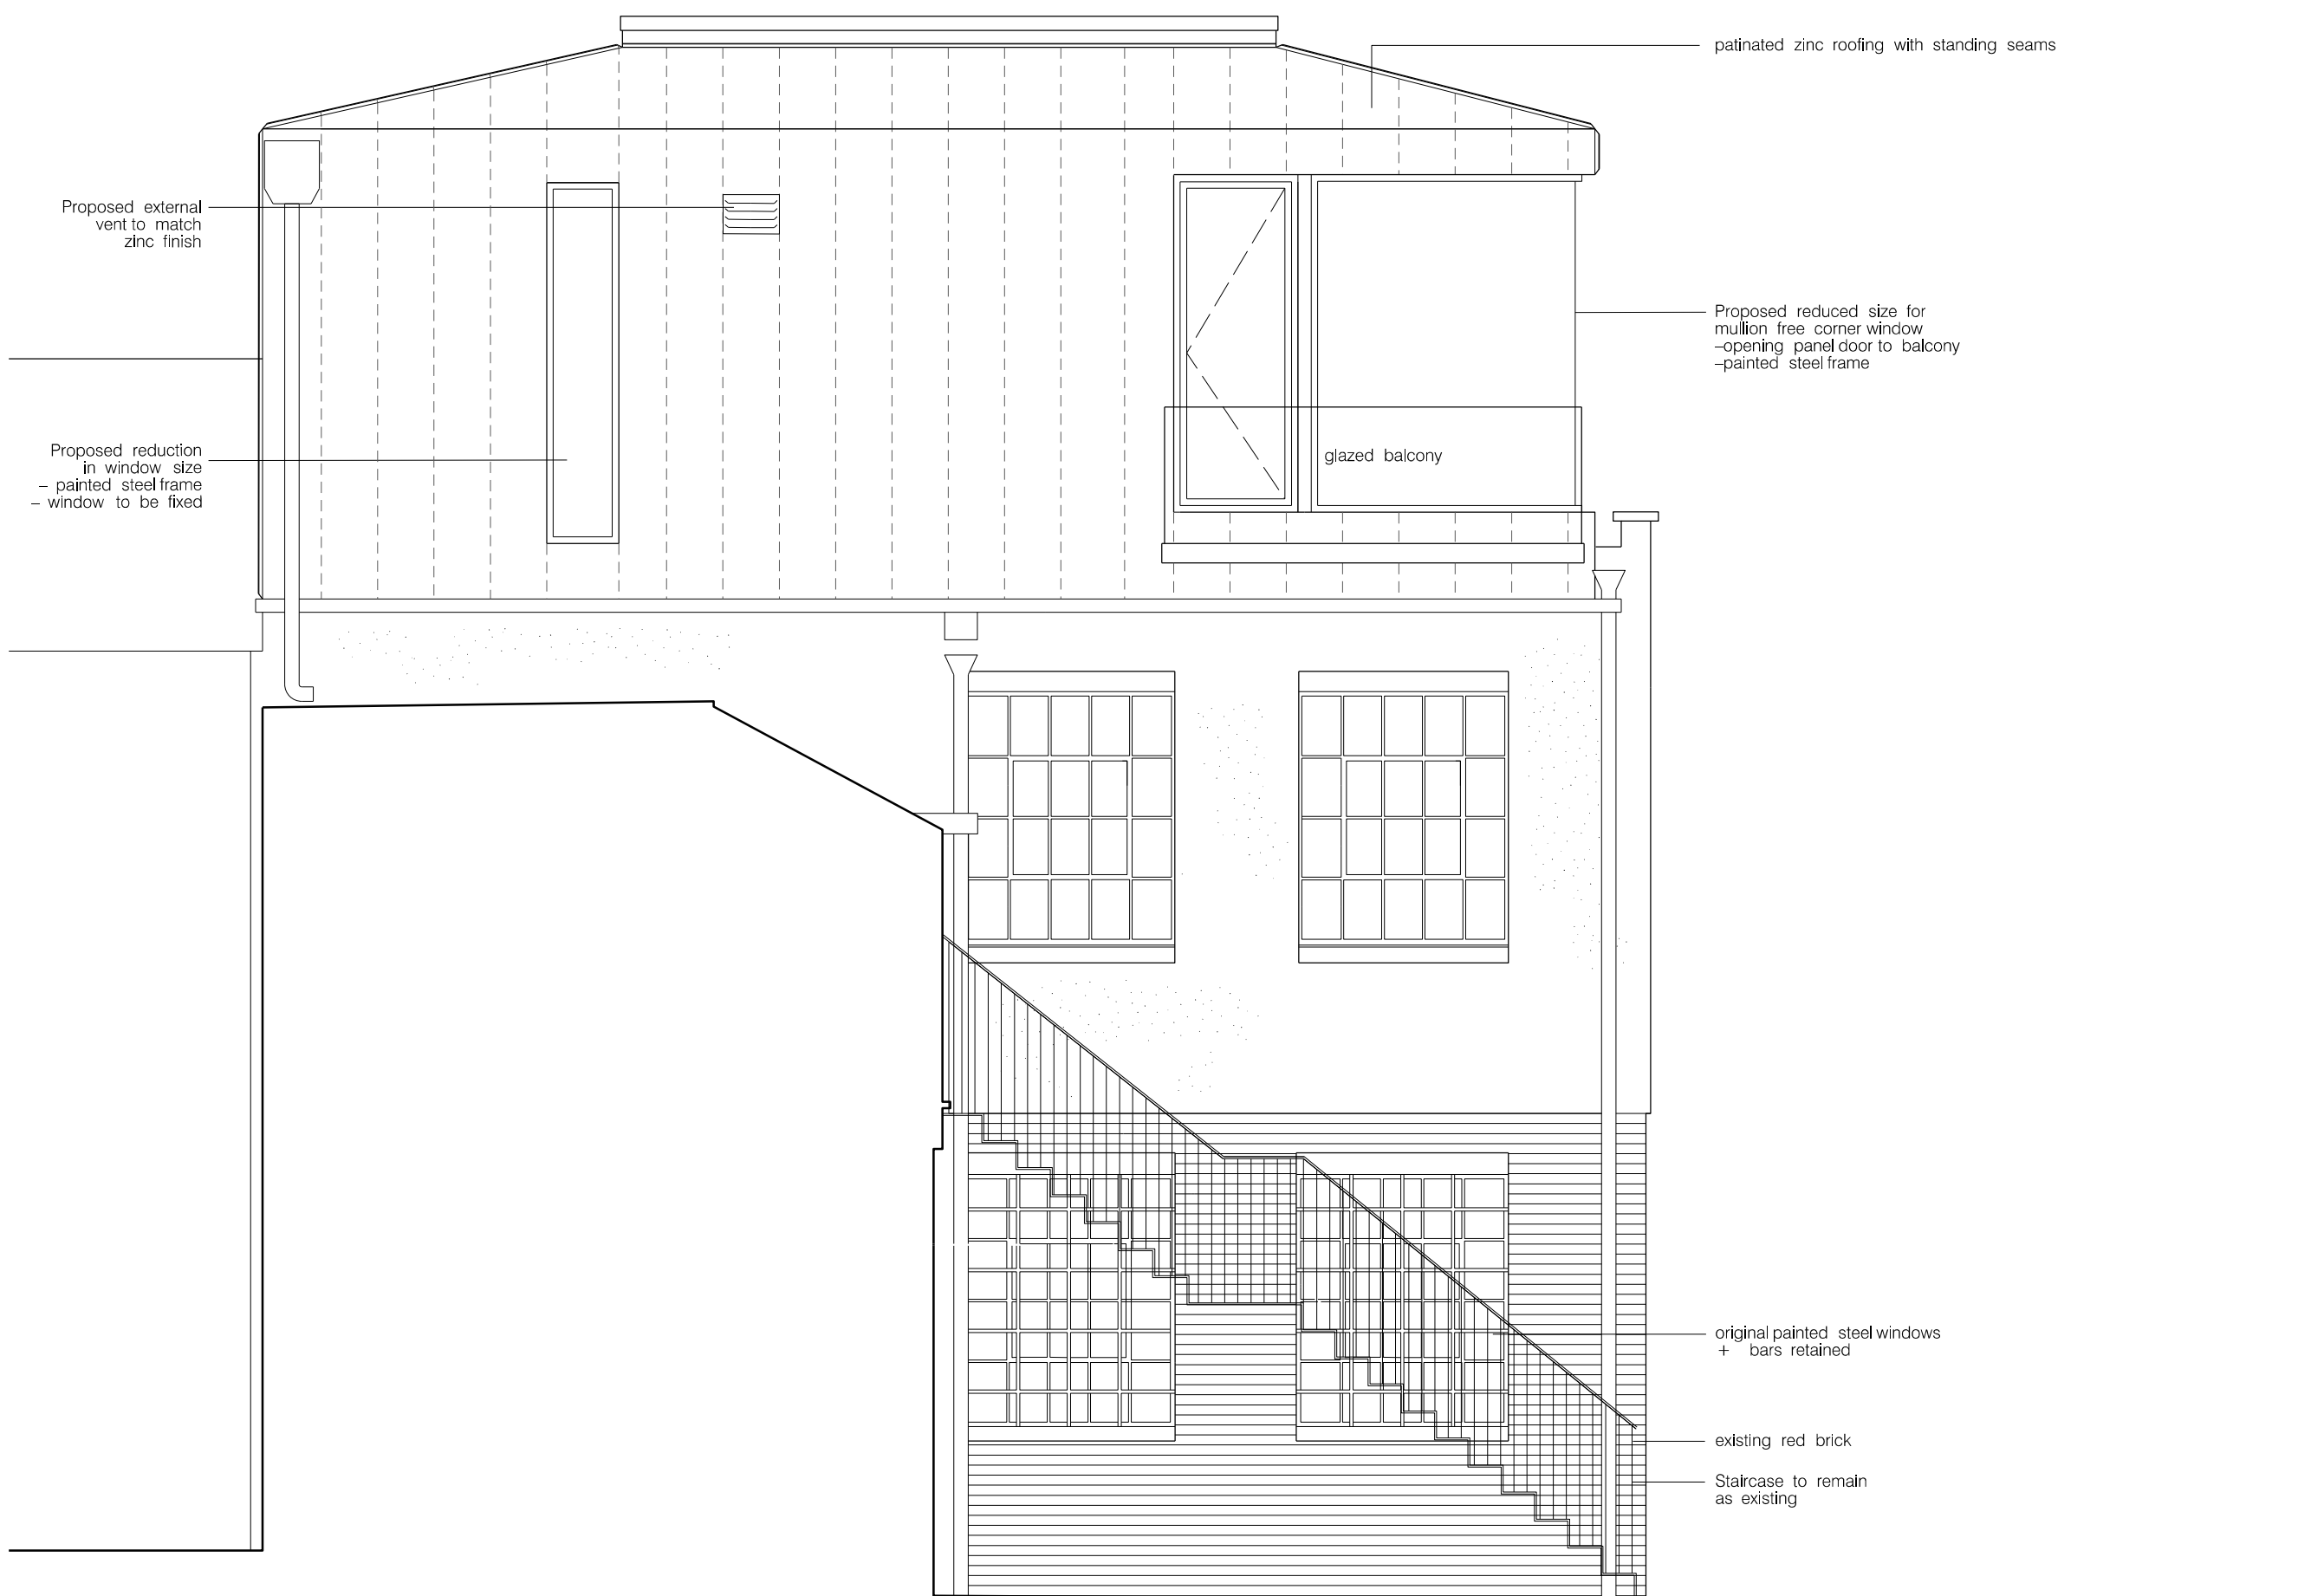 patinated zinc roofing with standing seams
Proposed external
vent to match
zinc finish
Proposed reduced size for
mullion free corner window
–opening panel door to balcony
–painted steel frame
Proposed reduction
in window size
– painted steel frame
– window to be fixed
glazed balcony
original painted steel windows
+ bars retained
existing red brick
Staircase to remain
as existing